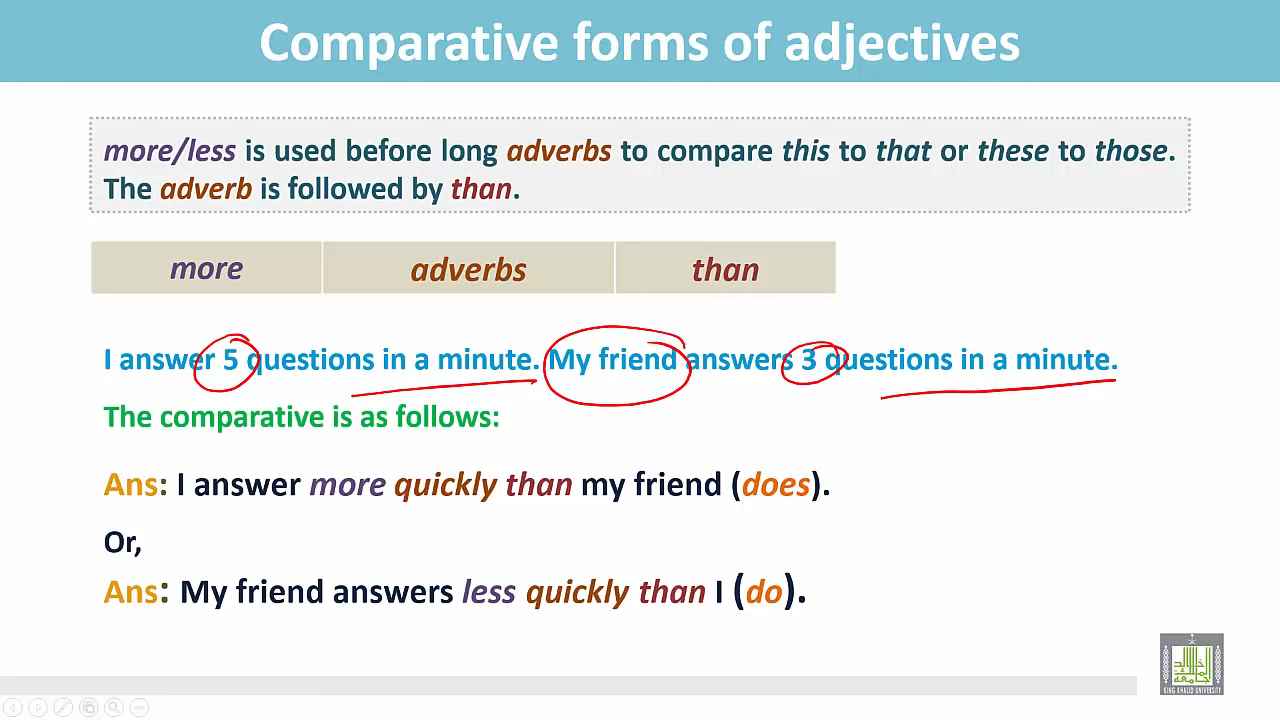 Comparative forms of adjectives
more/less is used before long adverbs to compare this to that or these to those.
The adverb is followed by than.
more adverbs than
I answer 5 questions in a minute. My friend answers 3 questions in a minute.
The comparative is as follows:
Ans: I answer more quickly than my friend (does).
Or,
Ans: My friend answers less quickly than I (do).
KING KHALID UNIVERSITY